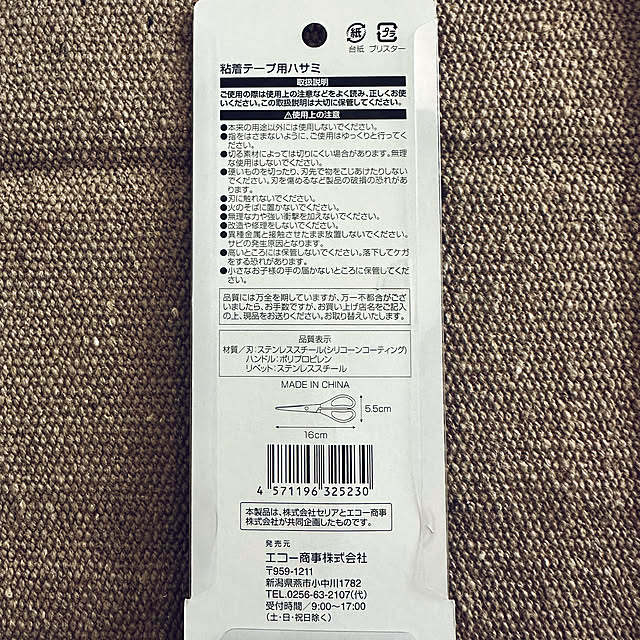 紙 プラ
台紙 ブリスター
粘着テープ用ハサミ
取扱説明
ご使用の際は使用上の注意などをよく読み、正しくお使
いください。この取扱説明は大切に保管してください。
⚠使用上の注意
●本来の用途以外には使用しないでください。
●指をはさまないように、ご使用はゆっくりと行ってく
ださい。
●切る素材によっては切りにくい場合があります。無理
な使用はしないでください。
●硬いものを切ったり、刃先で物をこじあけたりしない
でください。刃を傷めるなど製品の破損の恐れがあ
ります。
●刃に触れないでください。
●火のそばに置かないでください。
●無理な力や強い衝撃を加えないでください。
●改造や修理をしないでください。
●異種金属と接触させたまま放置しないでください。
サビの発生原因となります。
●高いところには保管しないでください。落下してケガ
をする恐れがあります。
●小さなお子様の手の届かないところに保管してくだ
さい。
品質には万全を期していますが、万一不都合がござ
いましたら、お手数ですが、お買い上げ店名をご記入
の上、現品をお送りください。お取り替えいたします。
品質表示
材質／刃：ステンレススチール(シリコーンコーティング)
ハンドル：ポリプロピレン
リベット：ステンレススチール
MADE IN CHINA
5.5cm
16cm
4 571196 325230
本製品は、株式会社セリアとエコー商事
株式会社が共同企画したものです。
発売元
エコー商事株式会社
〒959-1211
新潟県燕市小中川1782
TEL.0256-63-2107(代)
受付時間／9:00〜17:00
(土・日・祝日除く)